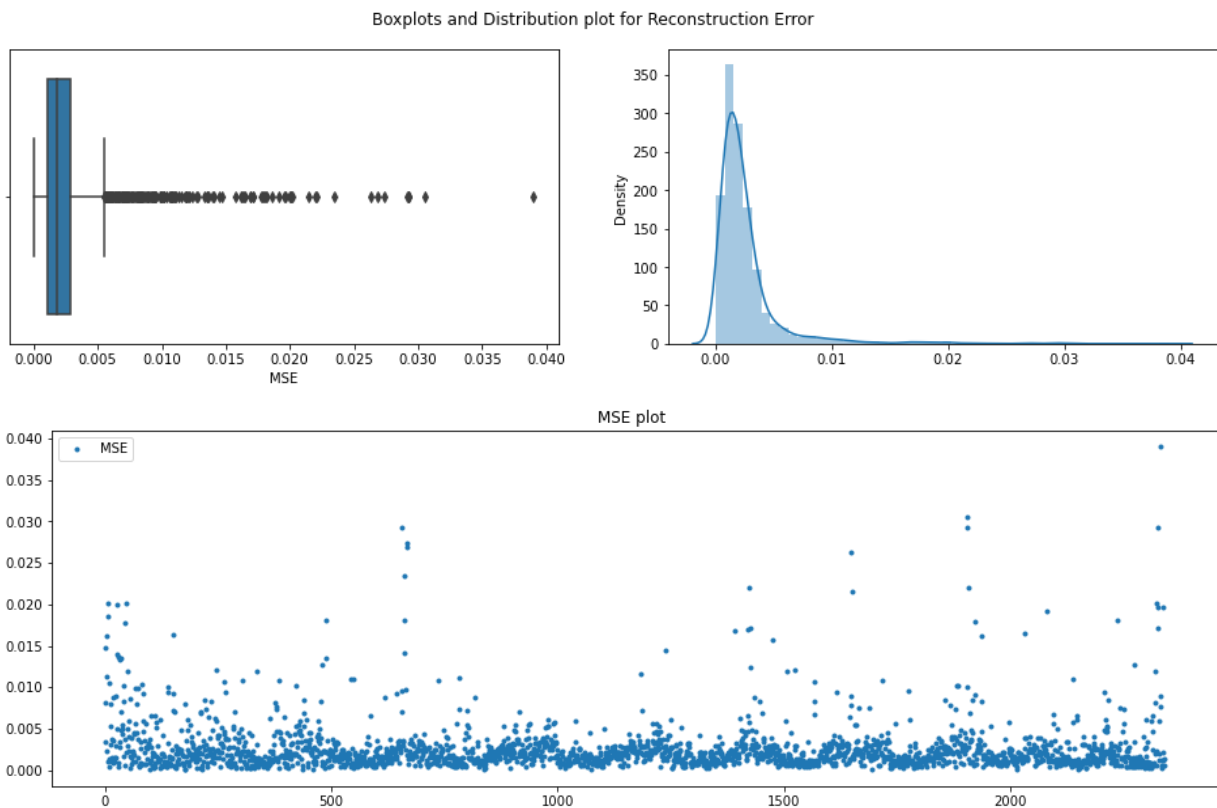 Boxplots and Distribution plot for Reconstruction Error
0.000 0.005 0.010 0.015 0.020 0.025 0.030 0.035 0.040
MSE
350
300
250
200
150
100
50
0
Density
0.00 0.01 0.02 0.03 0.04
MSE plot
0.040
0.035
0.030
0.025
0.020
0.015
0.010
0.005
0.000
MSE
0 500 1000 1500 2000